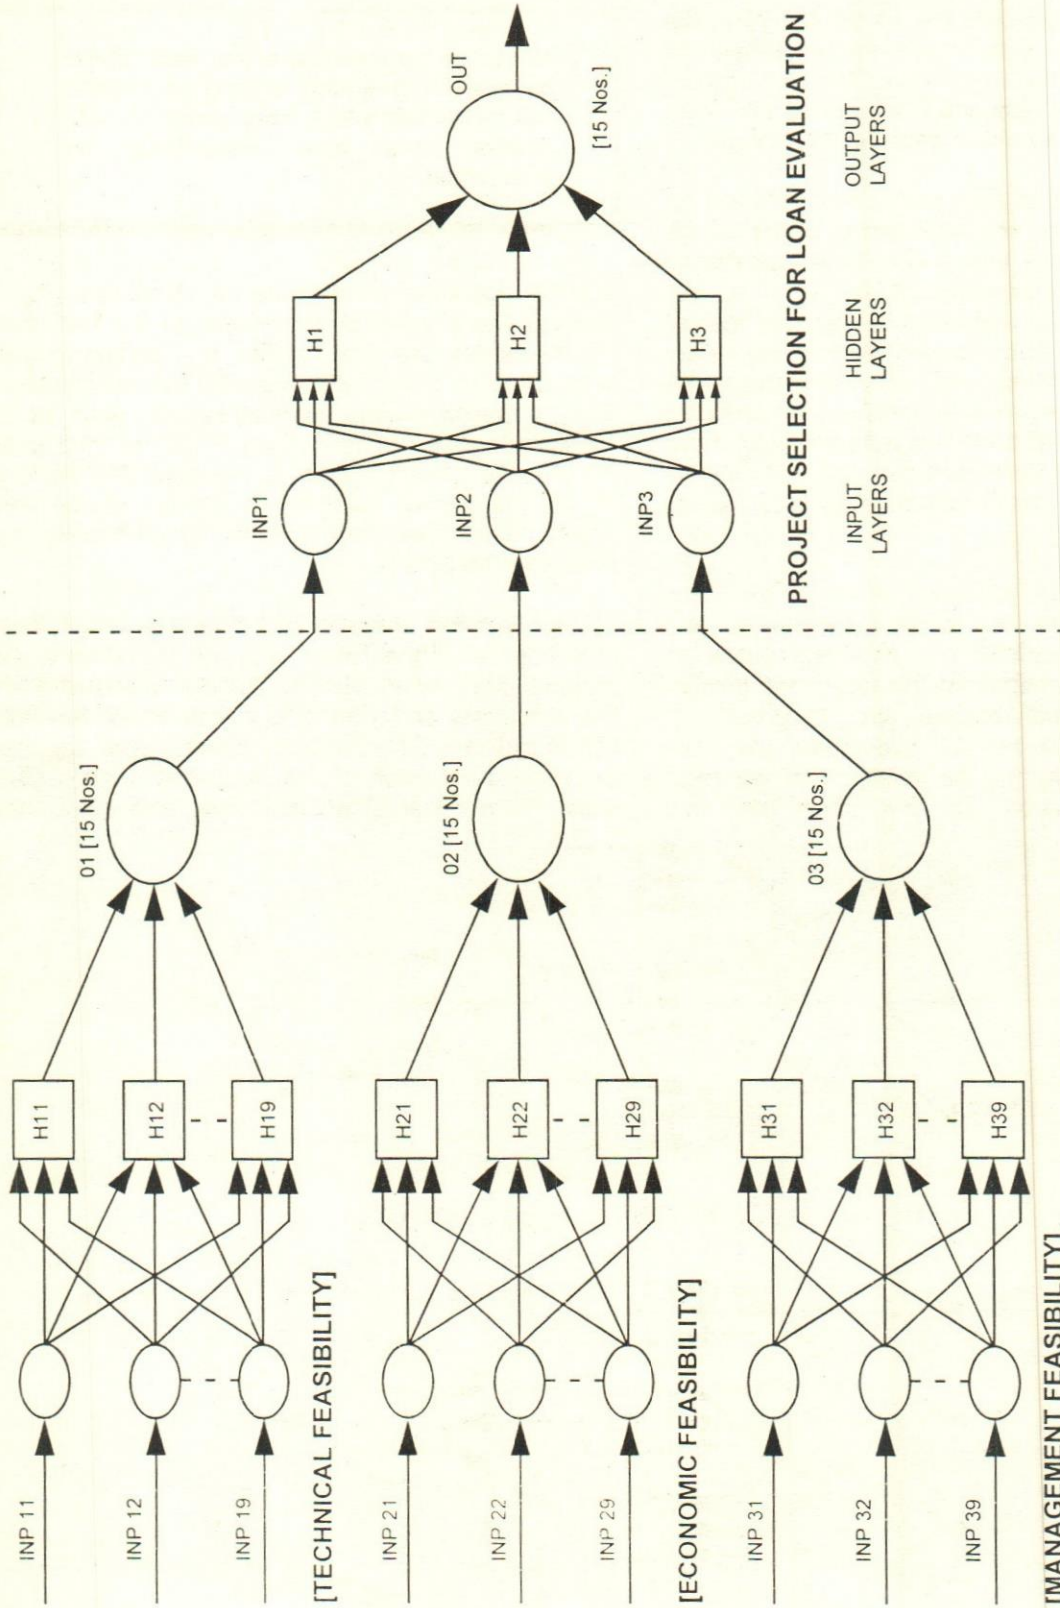 INP 11
INP 12
INP 19
H11
H12
H19
01 [15 Nos.]
[TECHNICAL FEASIBILITY]
INP 21
INP 22
INP 29
H21
H22
H29
02 [15 Nos.]
[ECONOMIC FEASIBILITY]
INP 31
INP 32
INP 39
H31
H32
H39
03 [15 Nos.]
[MANAGEMENT FEASIBILITY]
INP1
INP2
INP3
H1
H2
H3
OUT
[15 Nos.]
PROJECT SELECTION FOR LOAN EVALUATION
INPUT
LAYERS
HIDDEN
LAYERS
OUTPUT
LAYERS